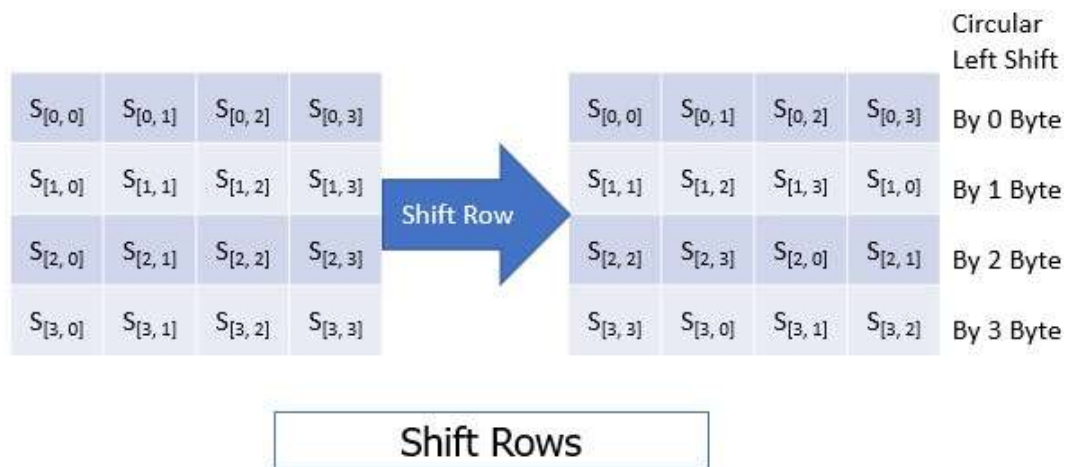 Circular
Left Shift
S[0, 0] S[0, 1] S[0, 2] S[0, 3]
S[1, 0] S[1, 1] S[1, 2] S[1, 3]
S[2, 0] S[2, 1] S[2, 2] S[2, 3]
S[3, 0] S[3, 1] S[3, 2] S[3, 3]
Shift Row
S[0, 0] S[0, 1] S[0, 2] S[0, 3] By 0 Byte
S[1, 1] S[1, 2] S[1, 3] S[1, 0] By 1 Byte
S[2, 2] S[2, 3] S[2, 0] S[2, 1] By 2 Byte
S[3, 3] S[3, 0] S[3, 1] S[3, 2] By 3 Byte
Shift Rows